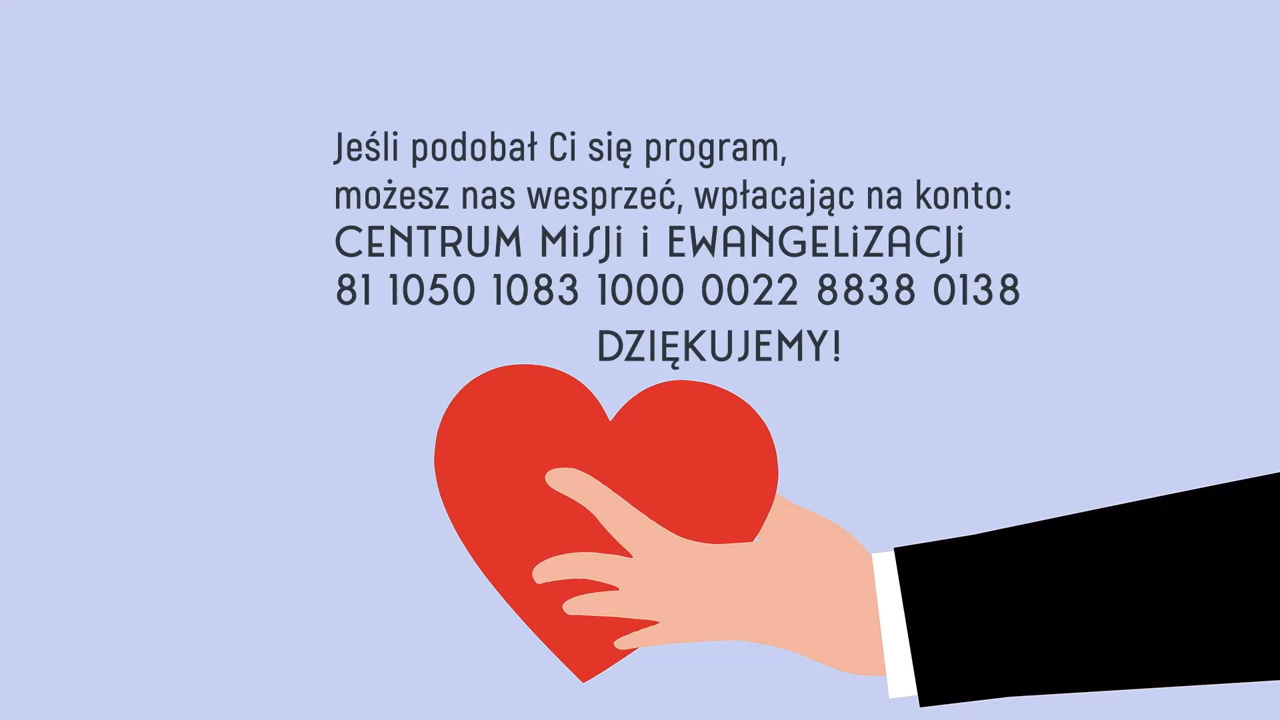 Jeśli podobał Ci się program,
możesz nas wesprzeć, wpłacając na konto:
CENTRUM MiSJi i EWANGELiZACJi
81 1050 1083 1000 0022 8838 0138
DZIĘKUJEMY!